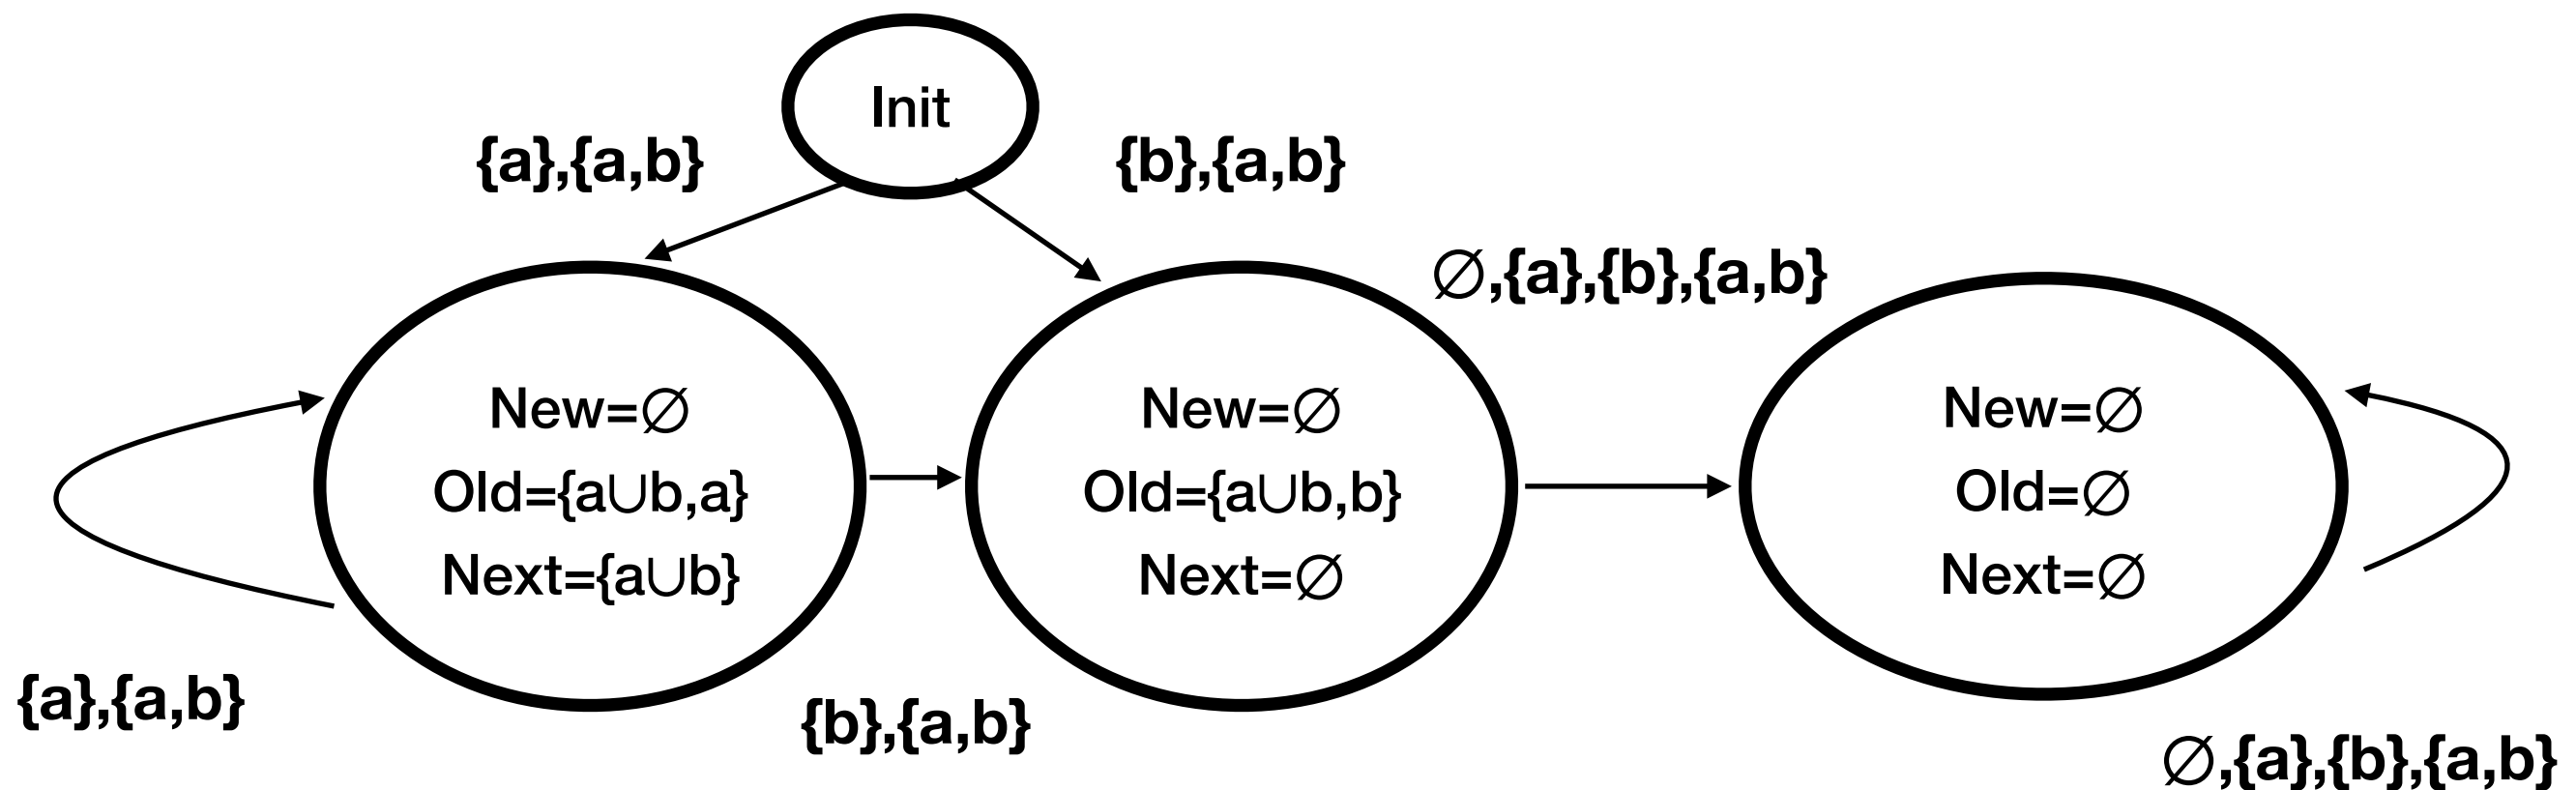 Init
{a},{a,b}
{b},{a,b}
∅,{a},{b},{a,b}
New=∅
Old={a∪b,a}
Next={a∪b}
New=∅
Old={a∪b,b}
Next=∅
New=∅
Old=∅
Next=∅
{a},{a,b}
{b},{a,b}
∅,{a},{b},{a,b}